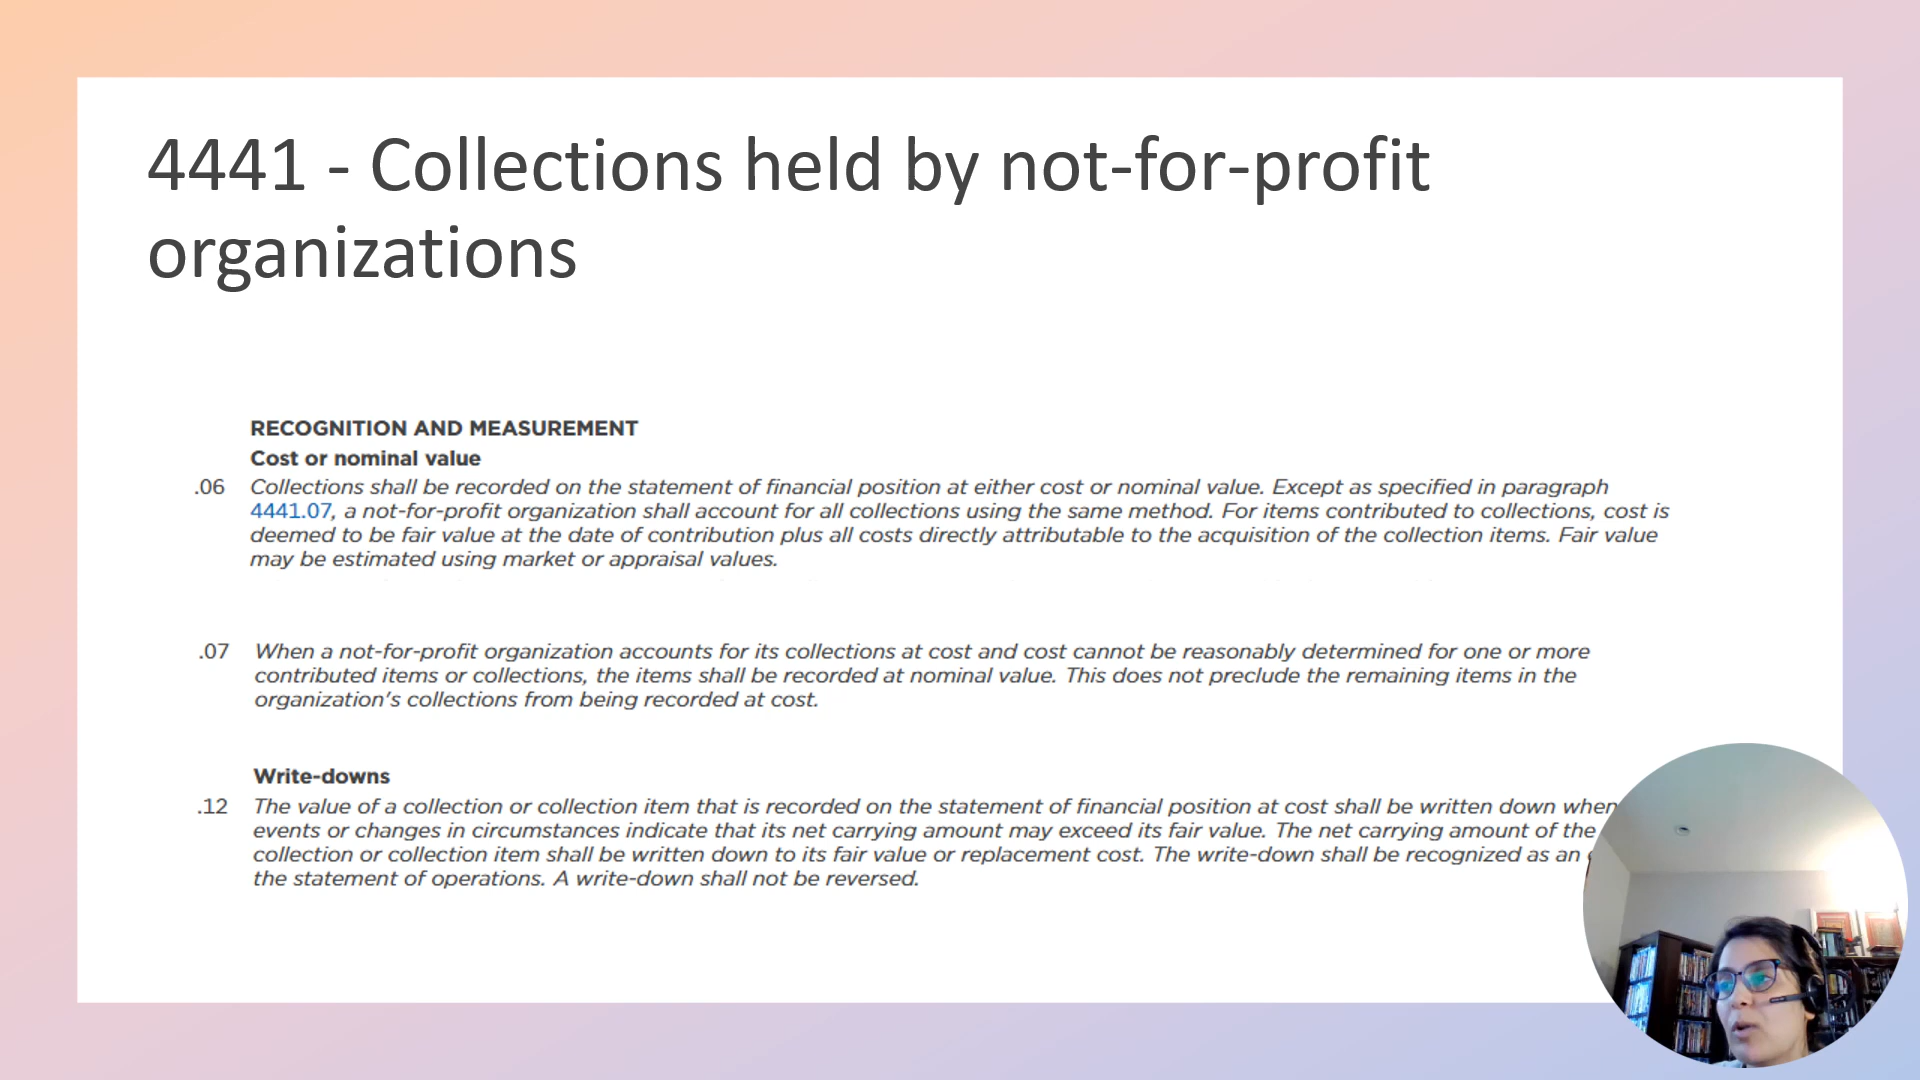 4441 - Collections held by not-for-profit
organizations
RECOGNITION AND MEASUREMENT
Cost or nominal value
.06 Collections shall be recorded on the statement of financial position at either cost or nominal value. Except as specified in paragraph
4441.07, a not-for-profit organization shall account for all collections using the same method. For items contributed to collections, cost is
deemed to be fair value at the date of contribution plus all costs directly attributable to the acquisition of the collection items. Fair value
may be estimated using market or appraisal values.
.07 When a not-for-profit organization accounts for its collections at cost and cost cannot be reasonably determined for one or more
contributed items or collections, the items shall be recorded at nominal value. This does not preclude the remaining items in the
organization's collections from being recorded at cost.
Write-downs
.12 The value of a collection or collection item that is recorded on the statement of financial position at cost shall be written down when
events or changes in circumstances indicate that its net carrying amount may exceed its fair value. The net carrying amount of the
collection or collection item shall be written down to its fair value or replacement cost. The write-down shall be recognized as an
the statement of operations. A write-down shall not be reversed.